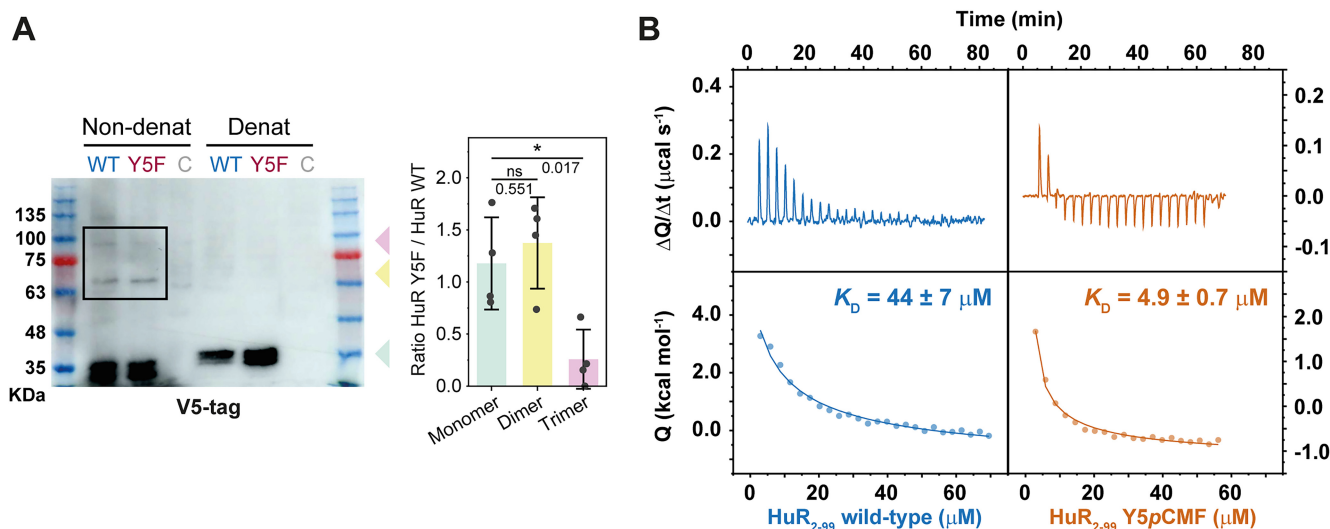 A
Non-denat Denat
WT Y5F C WT Y5F C
135
100
75
63
48
35
KDa
V5-tag
Ratio HuR Y5F / HuR WT
2.0
1.5
1.0
0.5
0.0
*
ns
0.017
0.551
Monomer
Dimer
Trimer
B
Time (min)
0 20 40 60 80
0 20 40 60 80
ΔQ/Δt (μcal s⁻¹)
0.4
0.2
0.0
0.2
0.1
0.0
-0.1
K_D = 44 ± 7 μM
K_D = 4.9 ± 0.7 μM
Q (kcal mol⁻¹)
4.0
2.0
0.0
2.0
1.0
0.0
-1.0
0 20 40 60
0 20 40 60
HuR₂₋₉₉ wild-type (μM)
HuR₂₋₉₉ Y5pCMF (μM)